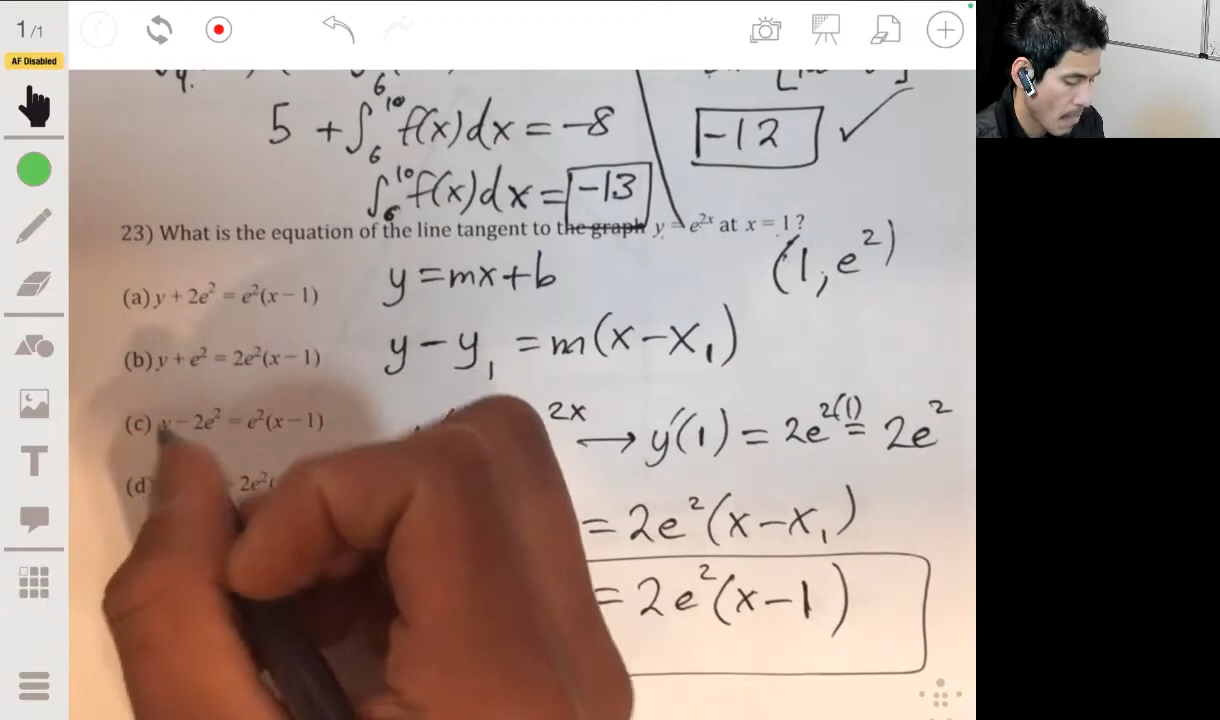 1/1
AF Disabled
6
5 + ∫₆¹⁰ f(x)dx = -8
-12 ✓
∫₆¹⁰ f(x)dx = -13
23) What is the equation of the line tangent to the graph y = e^{2x} at x = 1?
(1, e²)
y = mx + b
(a) y + 2e² = e²(x − 1)
y - y₁ = m(x - x₁)
(b) y + e² = 2e²(x − 1)
(c) y − 2e² = e²(x − 1)
2x → y'(1) = 2e^{2(1)} = 2e²
(d) 2e²(
= 2e²(x - x₁)
= 2e²(x - 1)
T